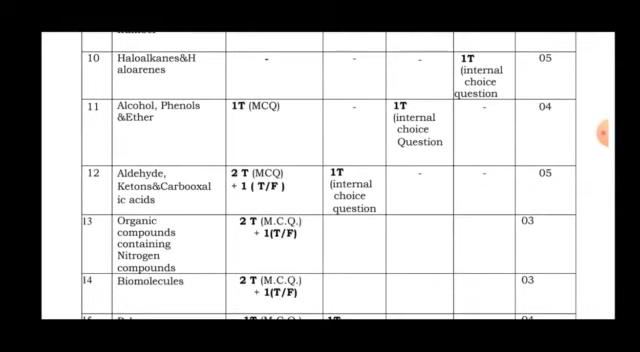 10 Haloalkanes&H - - - 1T 05
aloarenes (internal
choice
question
11 Alcohol, Phenols 1T (MCQ) - 1T - 04
&Ether (internal
choice
Question
12 Aldehyde, 2 T (MCQ) 1T - - 05
Ketons&Carbooxal + 1 ( T/F ) (internal
ic acids choice
question
13 Organic 2 T (M.C.Q.) 03
compounds + 1(T/F)
containing
Nitrogen
compounds
14 Biomolecules 2 T (M.C.Q.) 03
+ 1(T/F)